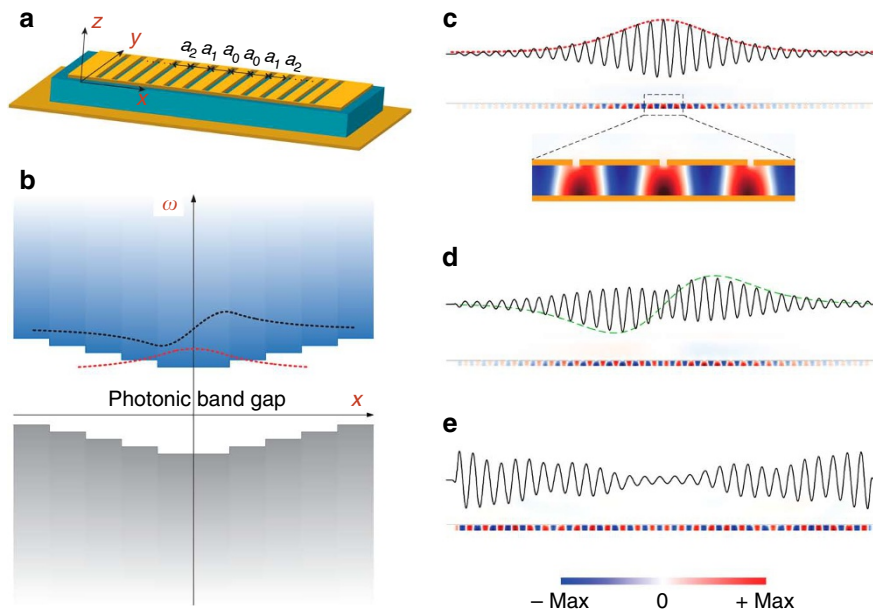 a
z
y
a2 a1 a0 a0 a1 a2
x
b
ω
Photonic band gap
x
c
d
e
– Max 0 + Max